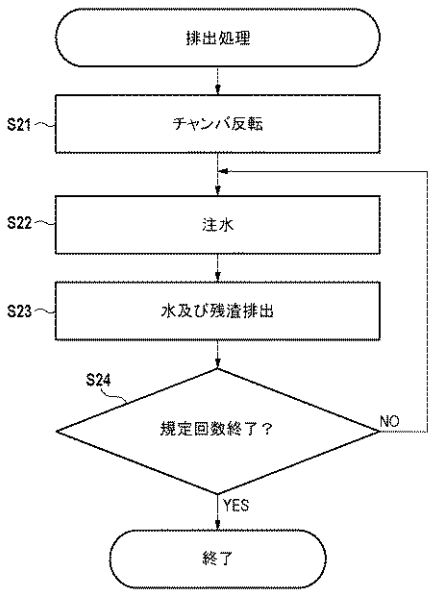 排出処理
S21
チャンバ反転
S22
注水
S23
水及び残渣排出
S24
規定回数終了？
NO
YES
終了